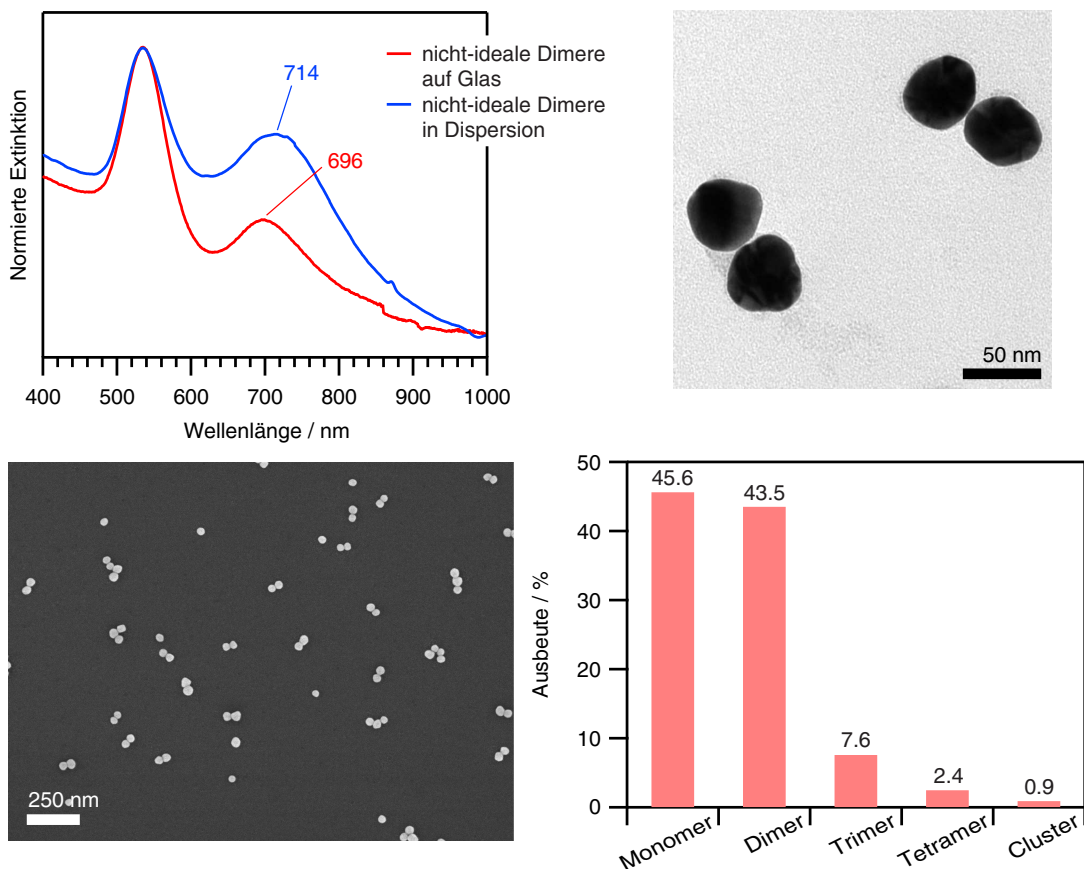 nicht-ideale Dimere
auf Glas
nicht-ideale Dimere
in Dispersion
714
696
Normierte Extinktion
400
500
600
700
800
900
1000
Wellenlänge / nm
50 nm
250 nm
Ausbeute / %
50
40
30
20
10
0
45.6
43.5
7.6
2.4
0.9
Monomer
Dimer
Trimer
Tetramer
Cluster